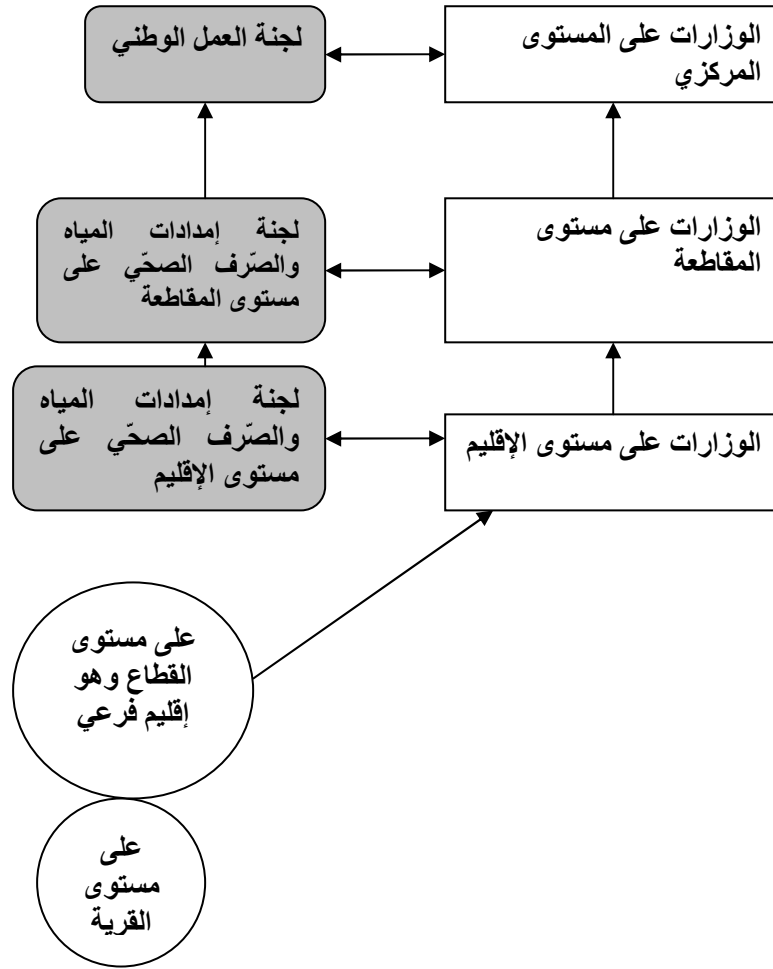 الوزارات على المستوى
المركزي
لجنة العمل الوطني
الوزارات على مستوى
المقاطعة
لجنة إمدادات المياه
والصّرف الصحّي على
مستوى المقاطعة
الوزارات على مستوى الإقليم
لجنة إمدادات المياه
والصّرف الصحّي على
مستوى الإقليم
على مستوى
القطاع وهو
إقليم فرعي
على
مستوى
القرية